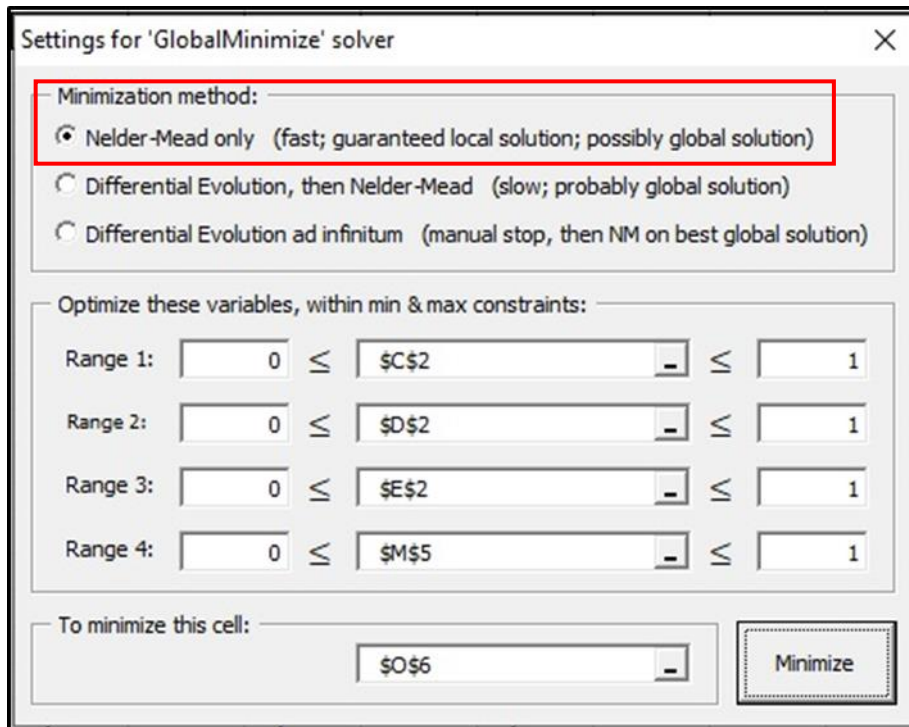 Settings for 'GlobalMinimize' solver
Minimization method:
Nelder-Mead only (fast; guaranteed local solution; possibly global solution)
Differential Evolution, then Nelder-Mead (slow; probably global solution)
Differential Evolution ad infinitum (manual stop, then NM on best global solution)
Optimize these variables, within min & max constraints:
Range 1: 0 ≤ $C$2 ≤ 1
Range 2: 0 ≤ $D$2 ≤ 1
Range 3: 0 ≤ $E$2 ≤ 1
Range 4: 0 ≤ $M$5 ≤ 1
To minimize this cell:
$O$6
Minimize